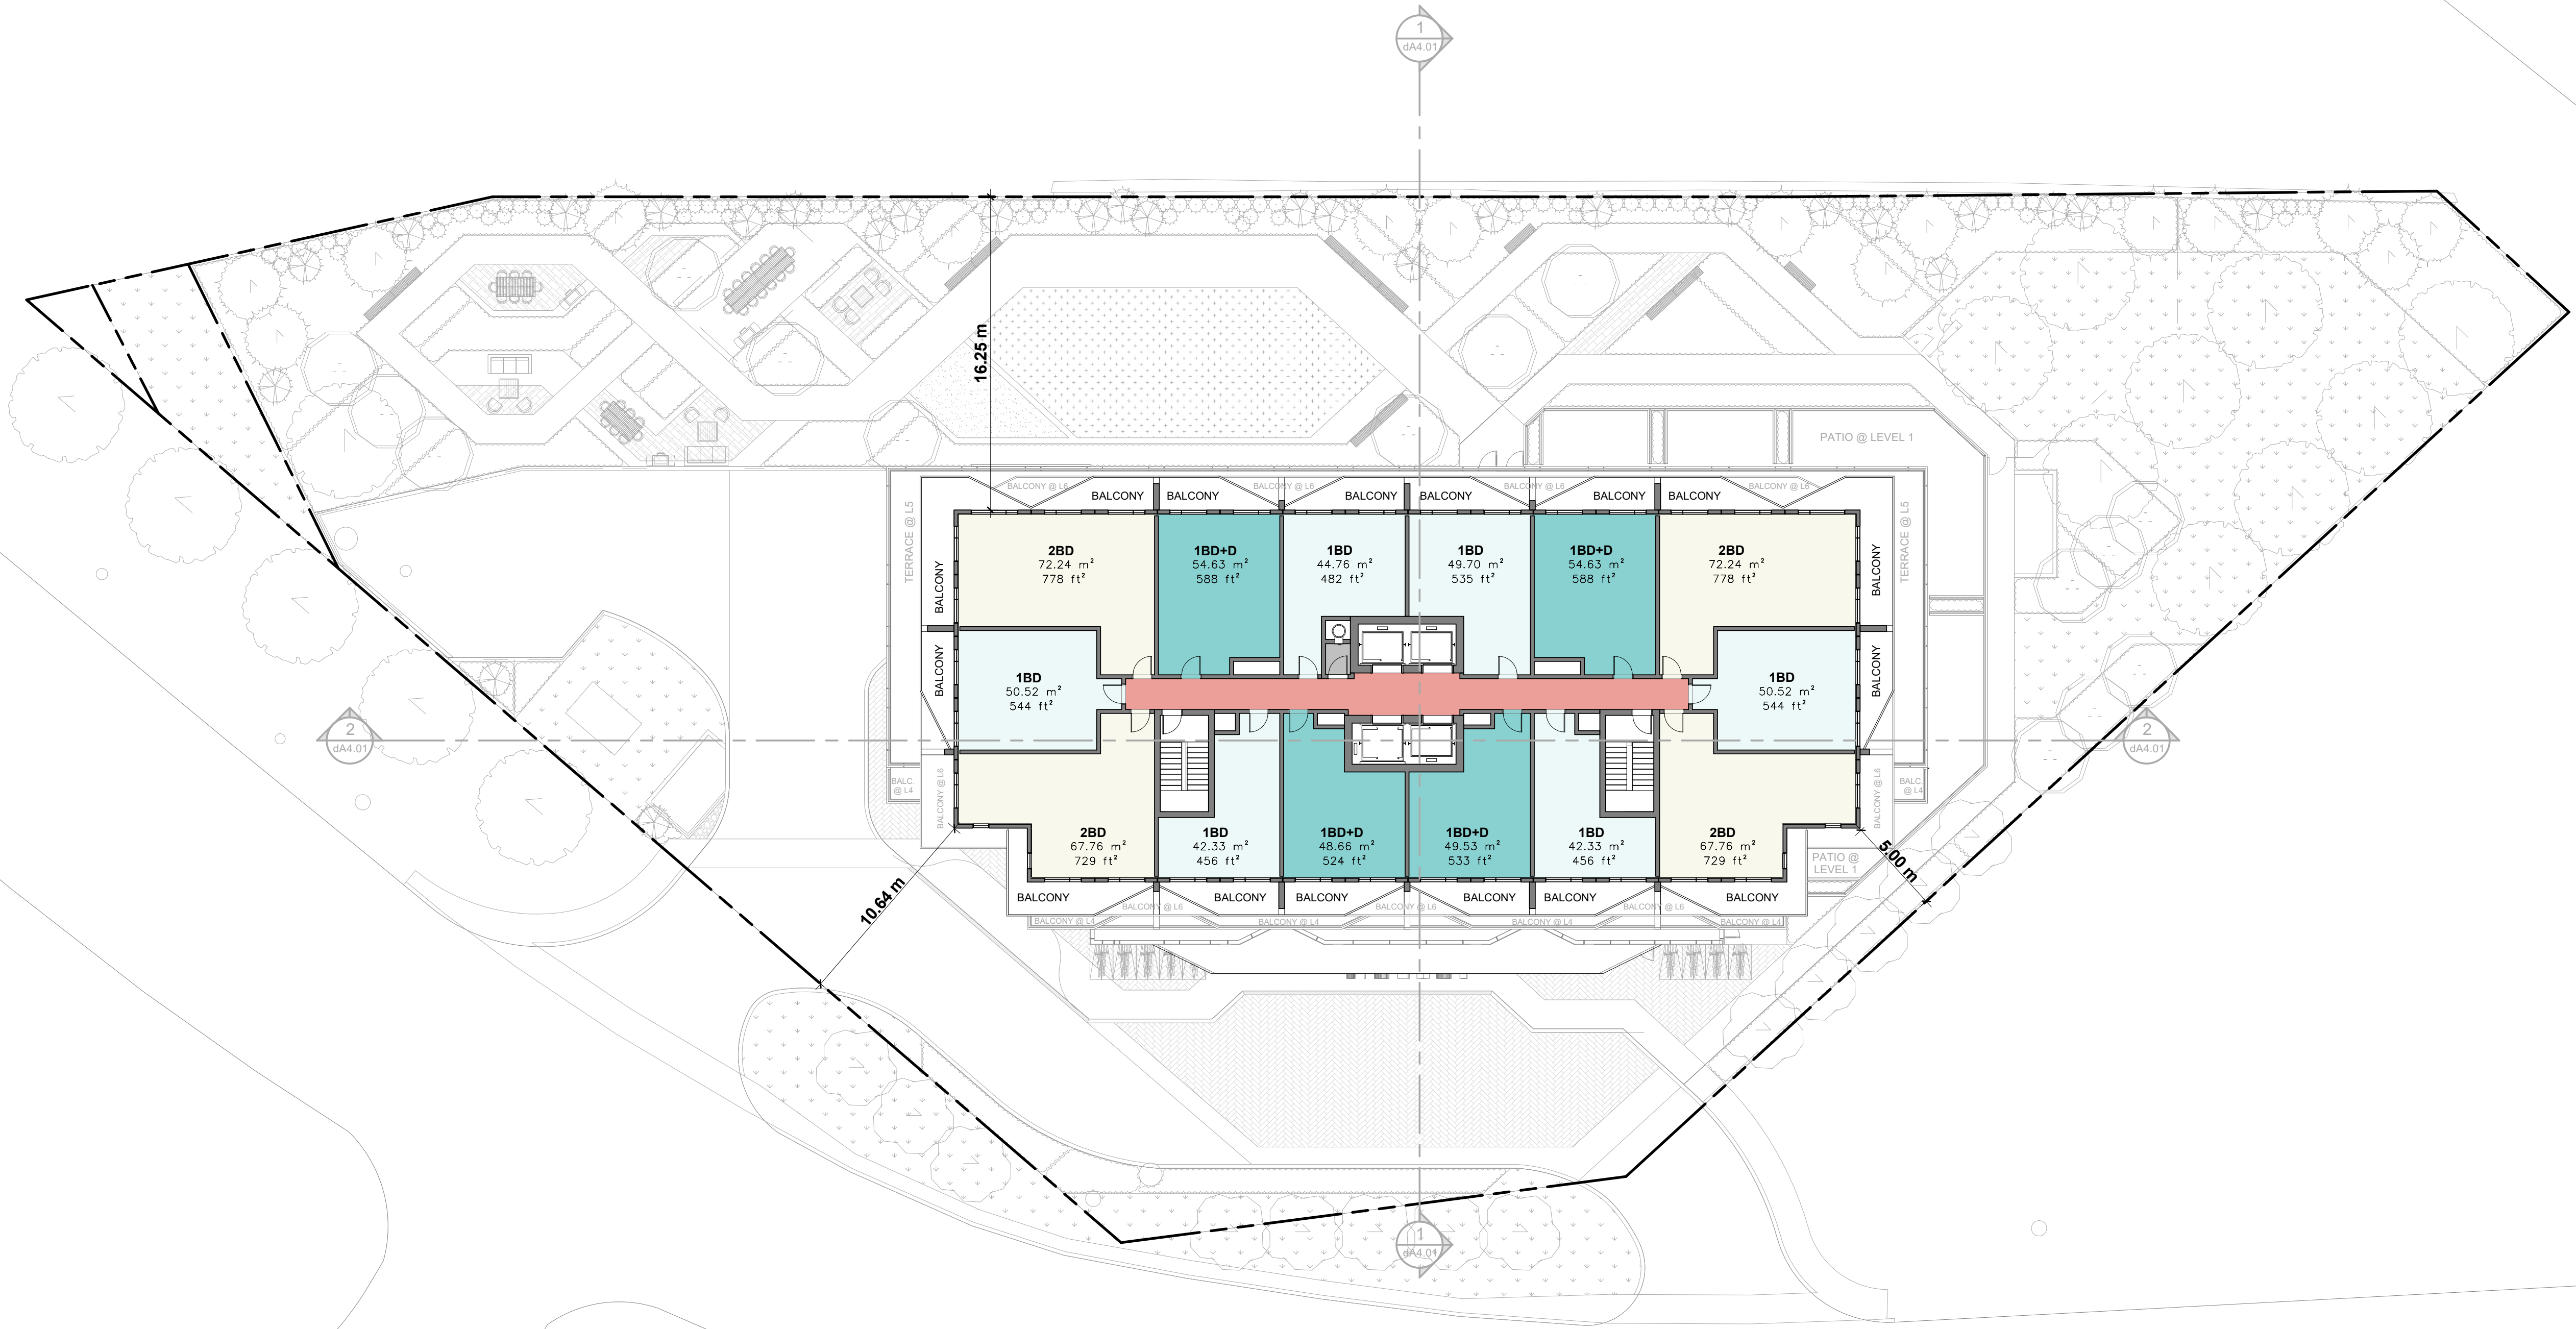 1
dA4.01
16.25 m
PATIO @ LEVEL 1
BALCONY @ L6
BALCONY @ L6
BALCONY @ L6
BALCONY @ L6
BALCONY
BALCONY
BALCONY
BALCONY
BALCONY
BALCONY
TERRACE @ L5
TERRACE @ L5
BALCONY
BALCONY
2BD
72.24 m²
778 ft²
1BD+D
54.63 m²
588 ft²
1BD
44.76 m²
482 ft²
1BD
49.70 m²
535 ft²
1BD+D
54.63 m²
588 ft²
2BD
72.24 m²
778 ft²
BALCONY
BALCONY
1BD
50.52 m²
544 ft²
1BD
50.52 m²
544 ft²
2
dA4.01
2
dA4.01
BALC.
@ L4
BALCONY @ L6
BALCONY @ L6
BALC.
@ L4
2BD
67.76 m²
729 ft²
1BD
42.33 m²
456 ft²
1BD+D
48.66 m²
524 ft²
1BD+D
49.53 m²
533 ft²
1BD
42.33 m²
456 ft²
2BD
67.76 m²
729 ft²
PATIO @
LEVEL 1
5.00 m
10.64 m
BALCONY
BALCONY
BALCONY
BALCONY
BALCONY
BALCONY
BALCONY @ L6
BALCONY @ L6
BALCONY @ L6
BALCONY @ L4
BALCONY @ L4
BALCONY @ L4
BALCONY @ L4
1
dA4.01